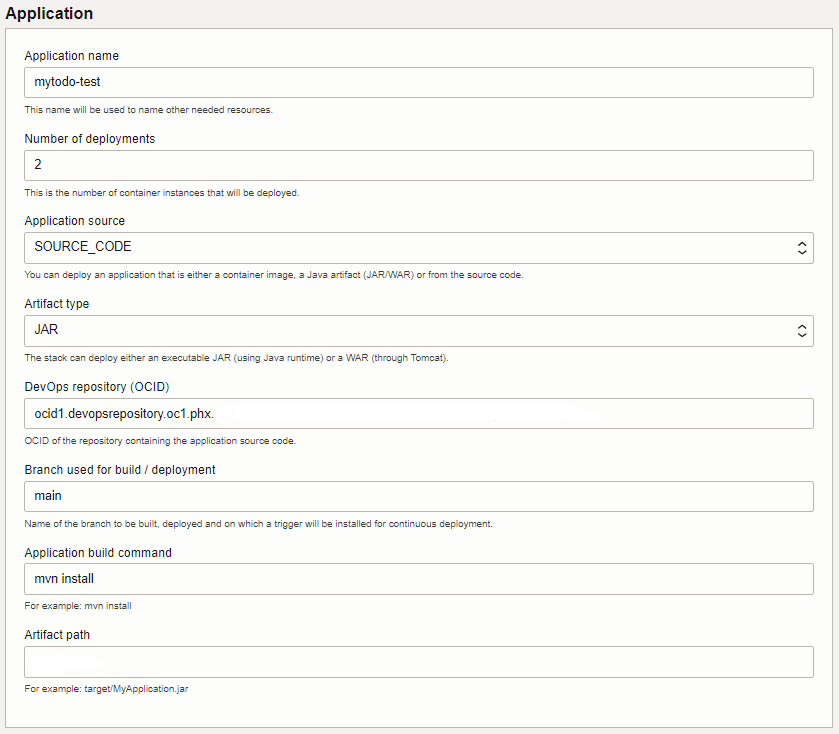 Application
Application name
mytodo-test
This name will be used to name other needed resources.
Number of deployments
2
This is the number of container instances that will be deployed.
Application source
SOURCE_CODE
You can deploy an application that is either a container image, a Java artifact (JAR/WAR) or from the source code.
Artifact type
JAR
The stack can deploy either an executable JAR (using Java runtime) or a WAR (through Tomcat).
DevOps repository (OCID)
ocid1.devopsrepository.oc1.phx.
OCID of the repository containing the application source code.
Branch used for build / deployment
main
Name of the branch to be built, deployed and on which a trigger will be installed for continuous deployment.
Application build command
mvn install
For example: mvn install
Artifact path
For example: target/MyApplication.jar